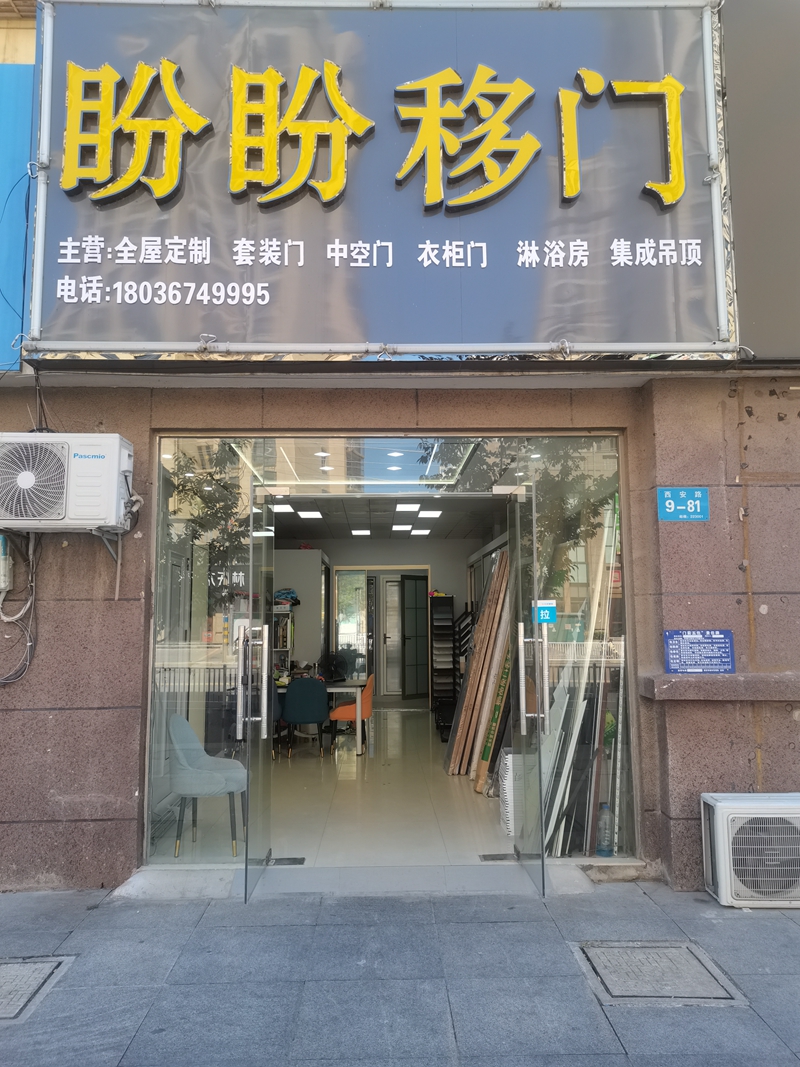 盼盼移门
主营:全屋定制 套装门 中空门 衣柜门 淋浴房 集成吊顶
电话:18036749995
Pascmio
西安路
9-81
拉